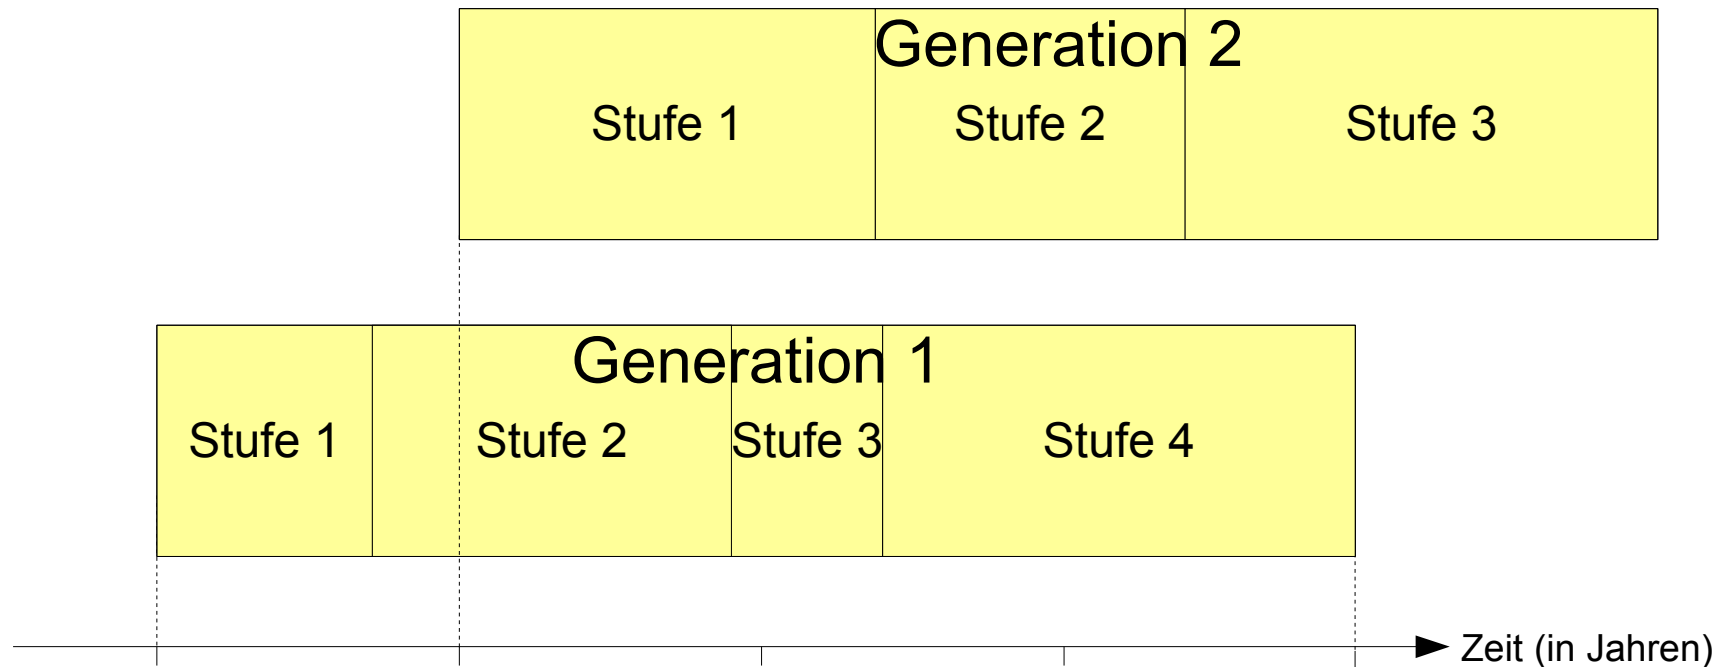 Generation 2
Stufe 1 Stufe 2 Stufe 3
Generation 1
Stufe 1 Stufe 2 Stufe 3 Stufe 4
Zeit (in Jahren)